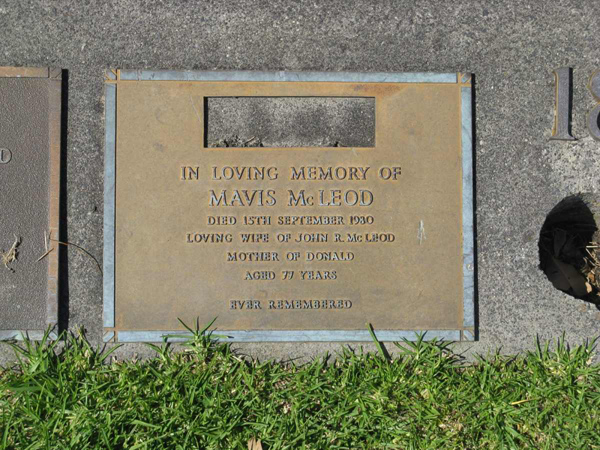 IN LOVING MEMORY OF
MAVIS McLEOD
DIED 15TH SEPTEMBER 1980
LOVING WIFE OF JOHN R. McLEOD
MOTHER OF DONALD
AGED 77 YEARS
EVER REMEMBERED
D
18